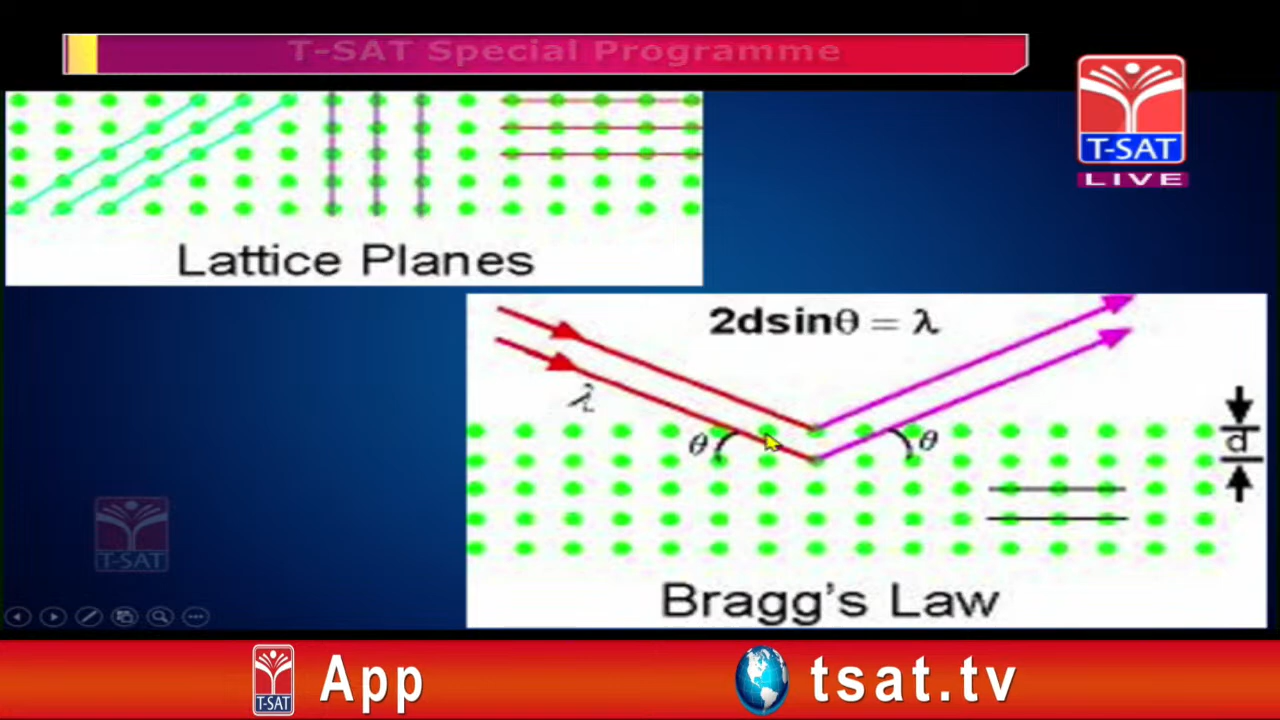 T-SAT Special Programme
T-SAT
LIVE
Lattice Planes
2dsinθ = λ
λ
θ
θ
d
Bragg's Law
T-SAT
T-SAT
App
tsat.tv